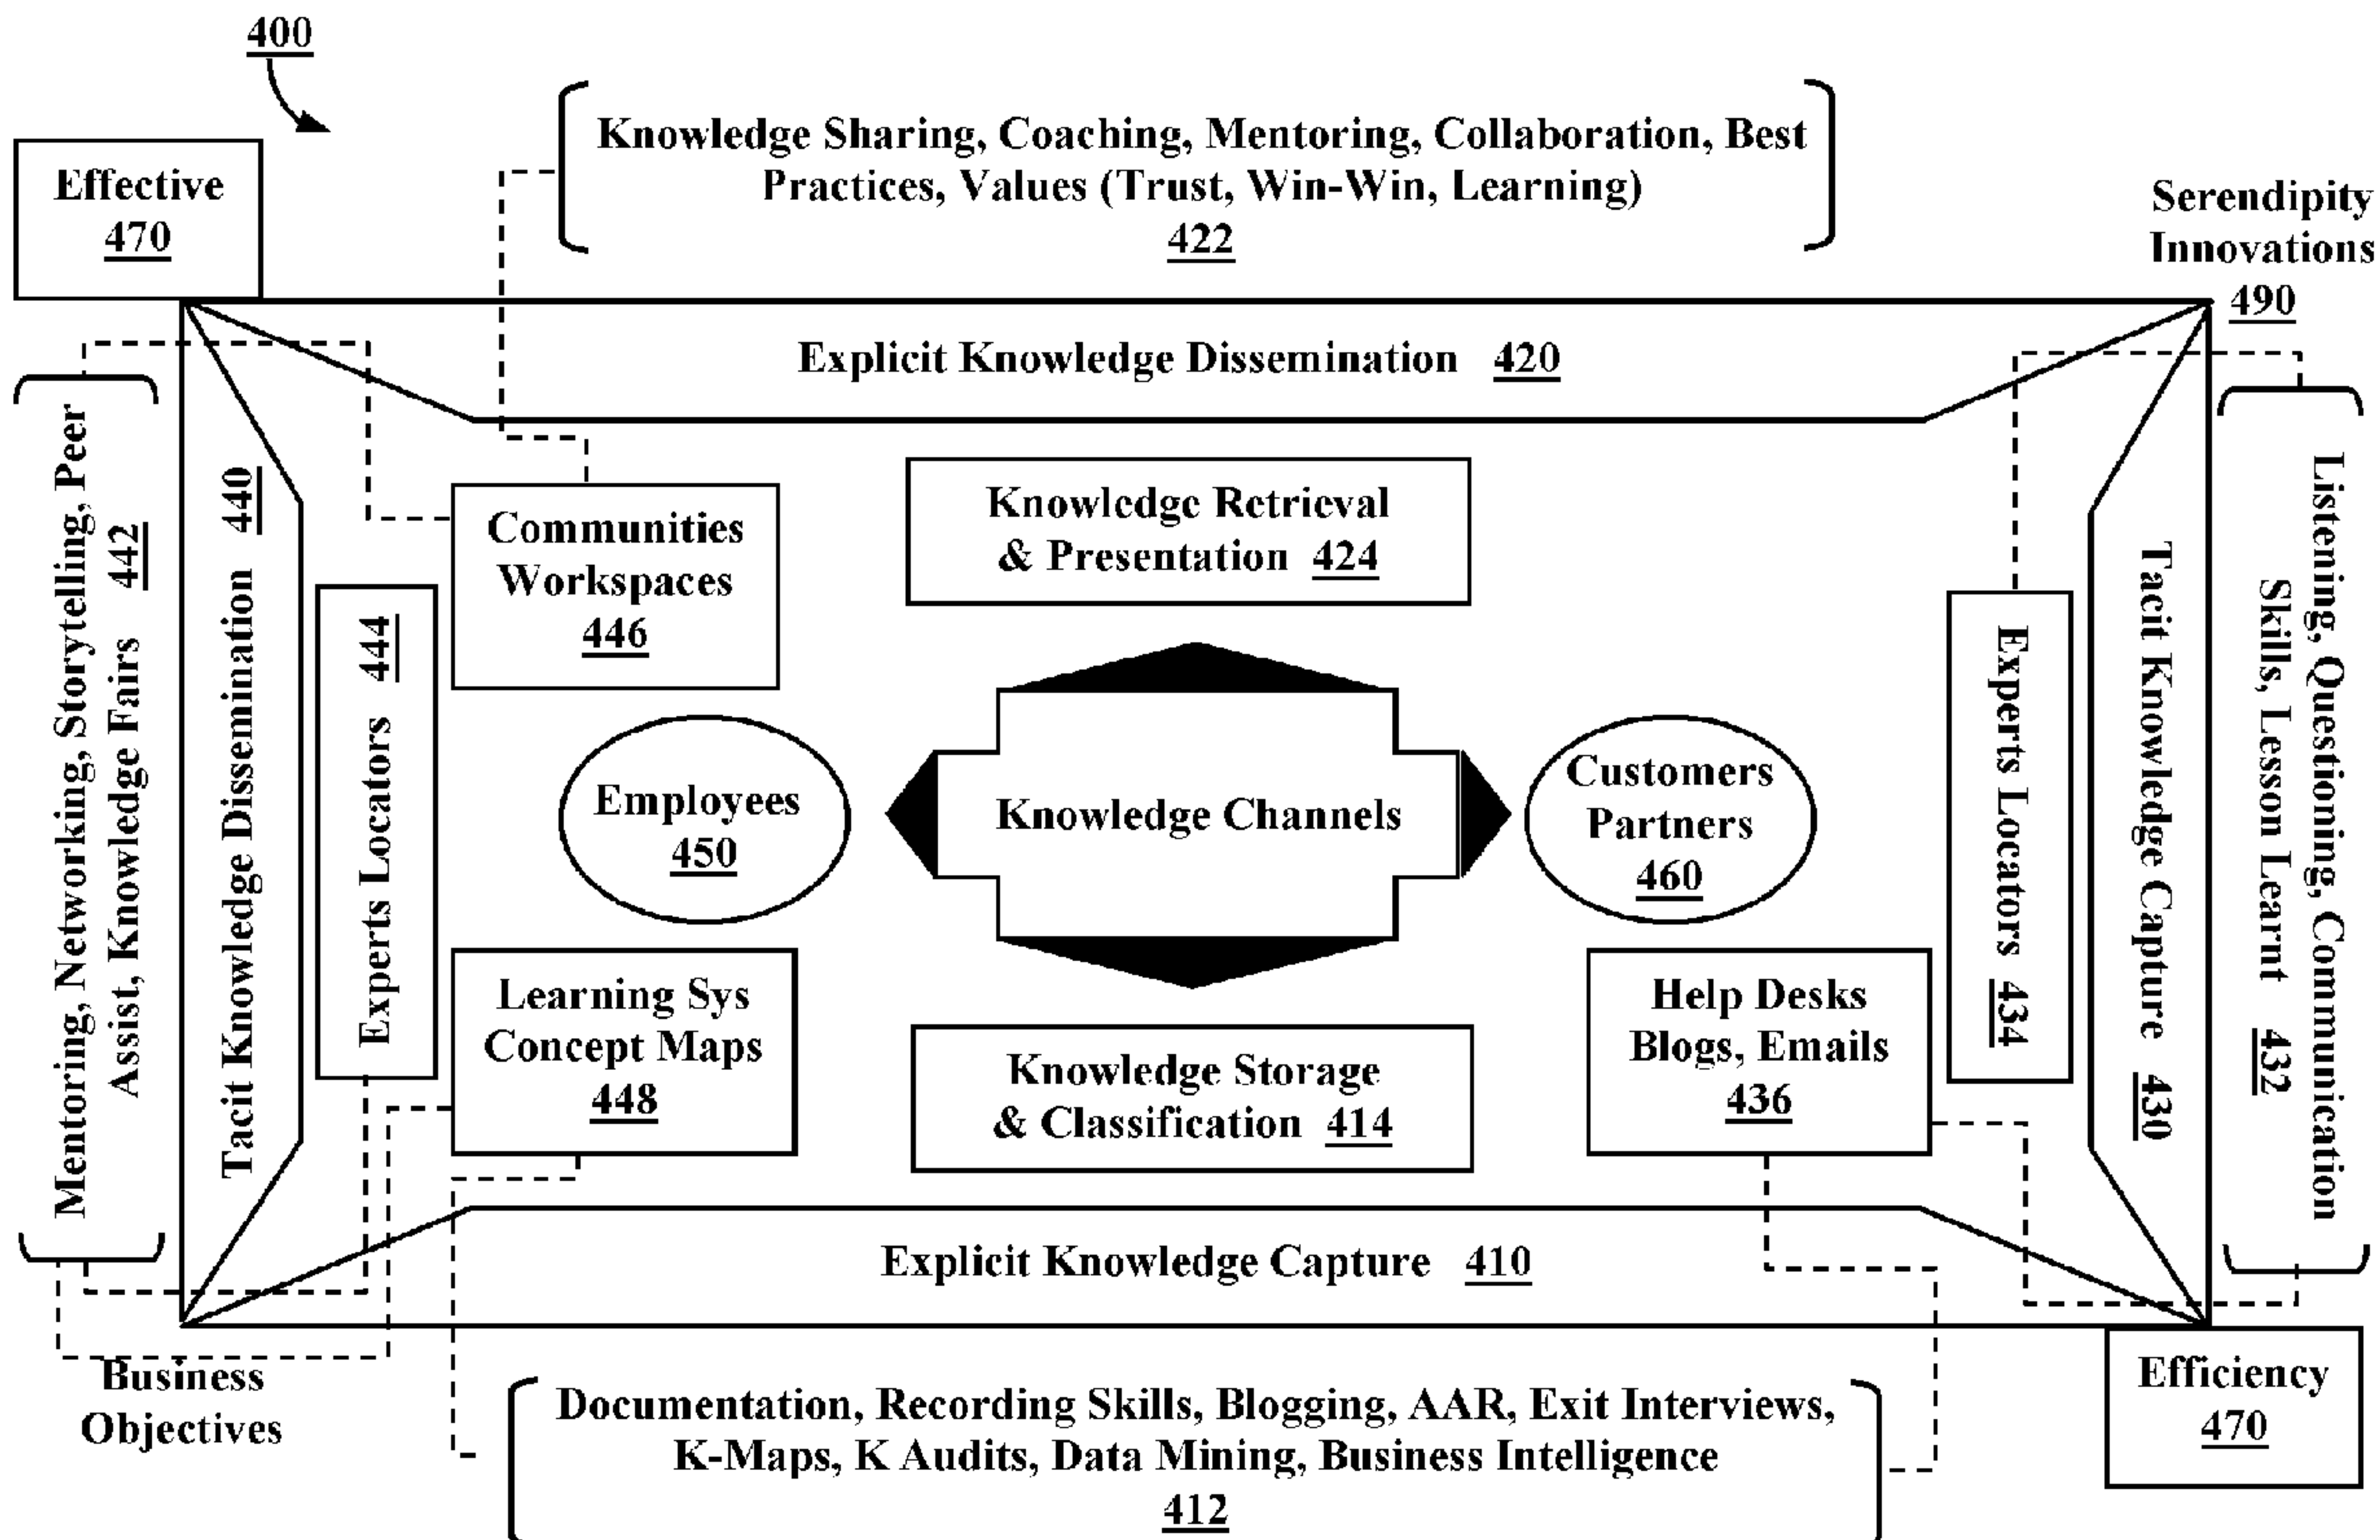 400
Effective
470
Knowledge Sharing, Coaching, Mentoring, Collaboration, Best
Practices, Values (Trust, Win-Win, Learning)
422
Serendipity
Innovations
490
Explicit Knowledge Dissemination 420
Mentoring, Networking, Storytelling, Peer
Assist, Knowledge Fairs 442
Tacit Knowledge Dissemination 440
Experts Locators 444
Communities
Workspaces
446
Knowledge Retrieval
& Presentation 424
Employees
450
Knowledge Channels
Customers
Partners
460
Learning Sys
Concept Maps
448
Knowledge Storage
& Classification 414
Help Desks
Blogs, Emails
436
Experts Locators 434
Tacit Knowledge Capture 430
Listening, Questioning, Communication
Skills, Lesson Learnt 432
Explicit Knowledge Capture 410
Business
Objectives
Documentation, Recording Skills, Blogging, AAR, Exit Interviews,
K-Maps, K Audits, Data Mining, Business Intelligence
412
Efficiency
470